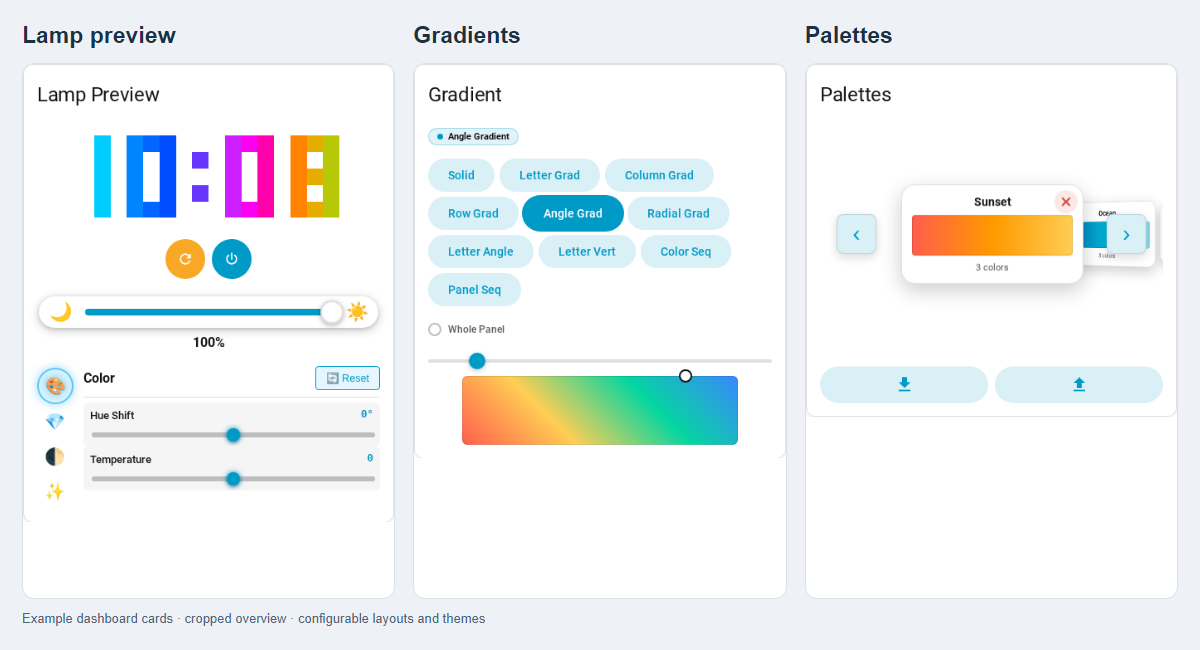 Lamp preview
Gradients
Palettes
Lamp Preview
10:08
100%
Color
Reset
Hue Shift 0°
Temperature 0
Gradient
Angle Gradient
Solid Letter Grad Column Grad
Row Grad Angle Grad Radial Grad
Letter Angle Letter Vert Color Seq
Panel Seq
Whole Panel
Palettes
Sunset
3 colors
Ocean
3 colors
Example dashboard cards · cropped overview · configurable layouts and themes